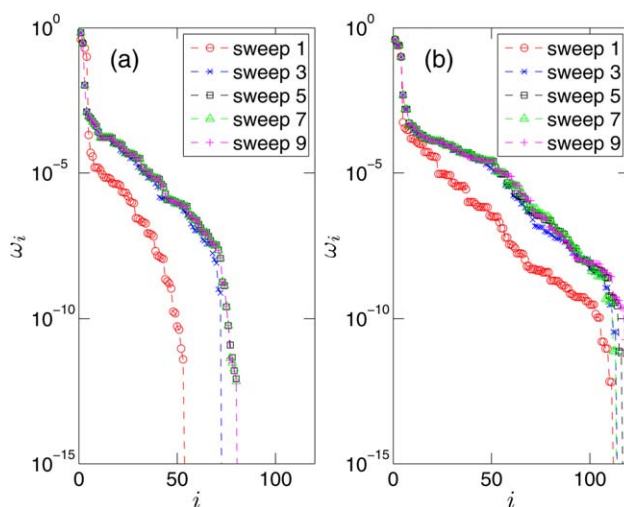 (a)
sweep 1
sweep 3
sweep 5
sweep 7
sweep 9
10^0
10^-5
10^-10
10^-15
ω_i
0
50
100
i
(b)
sweep 1
sweep 3
sweep 5
sweep 7
sweep 9
10^0
10^-5
10^-10
10^-15
ω_i
0
50
100
i